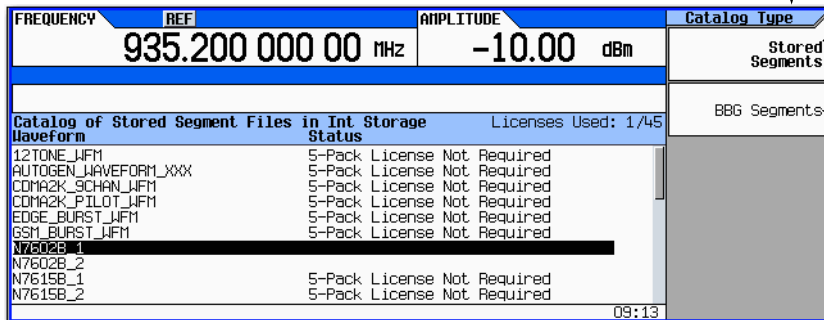 FREQUENCY REF AMPLITUDE Catalog Type
935.200 000 00 MHz -10.00 dBm
Stored
Segments
BBG Segments
Catalog of Stored Segment Files in Int Storage Licenses Used: 1/45
Waveform Status
12TONE_WFM 5-Pack License Not Required
AUTOGEN_WAVEFORM_XXX 5-Pack License Not Required
CDMA2K_9CHAN_WFM 5-Pack License Not Required
CDMA2K_PILOT_WFM 5-Pack License Not Required
EDGE_BURST_WFM 5-Pack License Not Required
GSM_BURST_WFM 5-Pack License Not Required
N7602B_1
N7602B_2
N7615B_1 5-Pack License Not Required
N7615B_2 5-Pack License Not Required
09:13